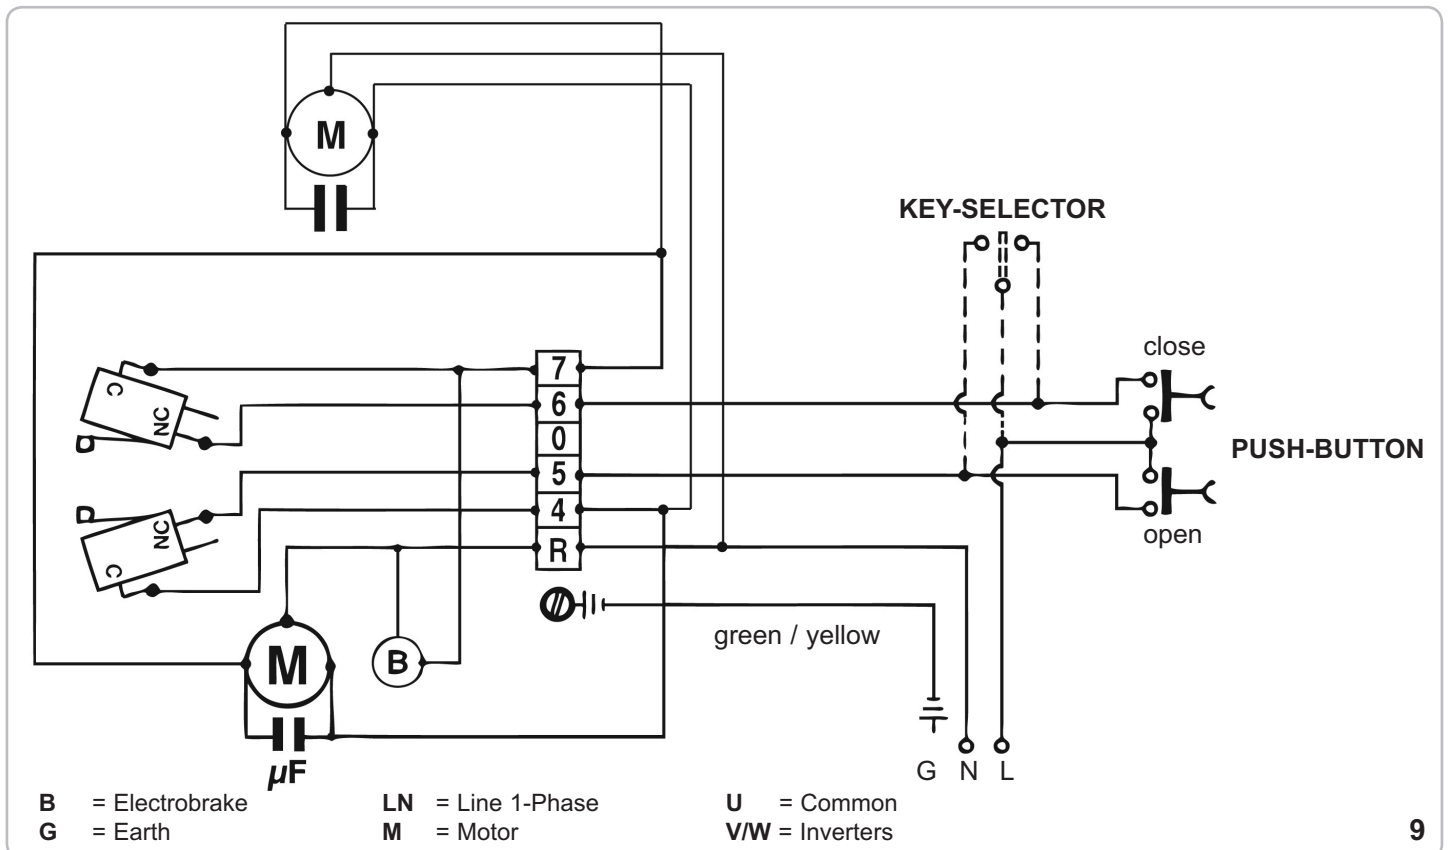 M
KEY-SELECTOR
close
7
C
6
NC
0
PUSH-BUTTON
5
NC
4
open
R
C
green / yellow
M
B
µF
G N L
B = Electrobrake LN = Line 1-Phase U = Common
G = Earth M = Motor V/W = Inverters
9